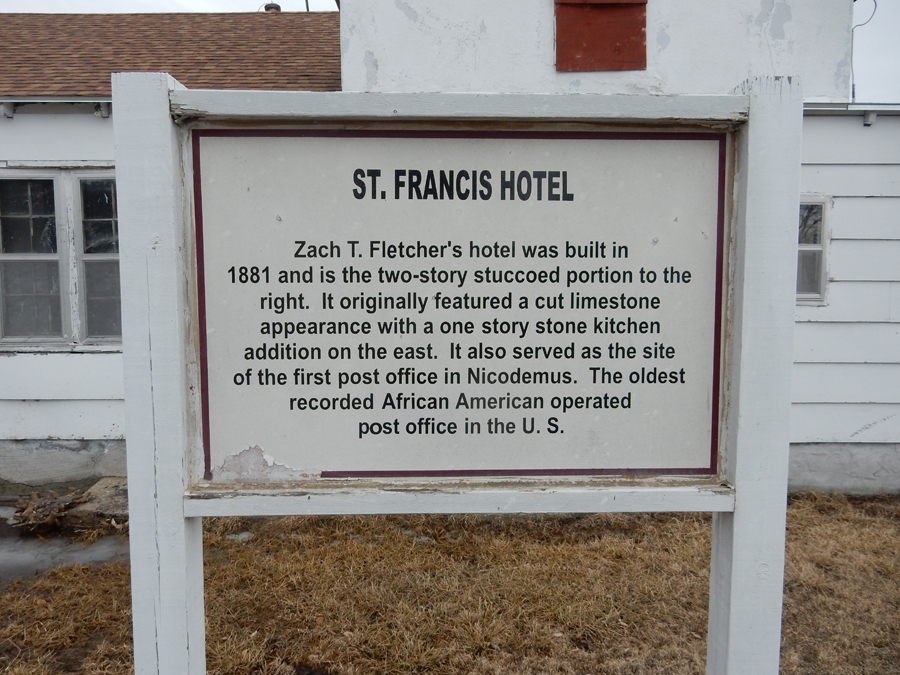 ST. FRANCIS HOTEL
Zach T. Fletcher's hotel was built in
1881 and is the two-story stuccoed portion to the
right. It originally featured a cut limestone
appearance with a one story stone kitchen
addition on the east. It also served as the site
of the first post office in Nicodemus. The oldest
recorded African American operated
post office in the U. S.